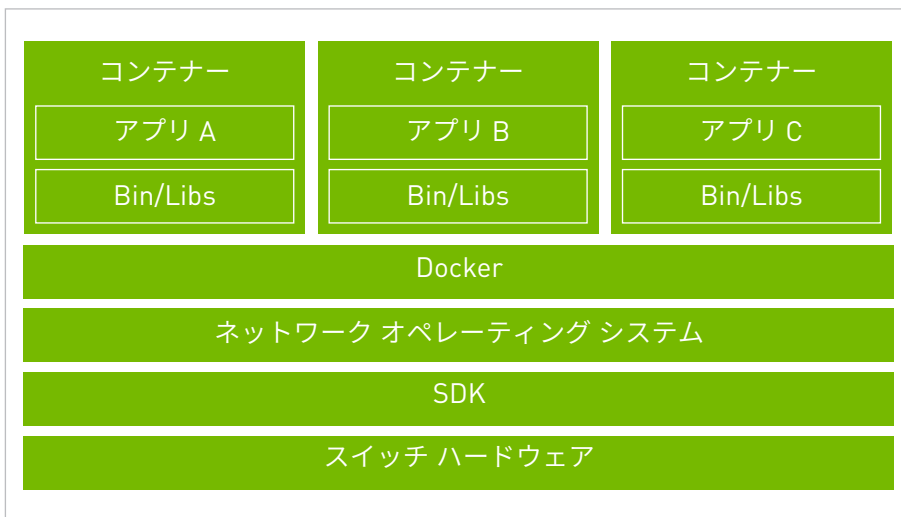 コンテナー
コンテナー
コンテナー
アプリ A
アプリ B
アプリ C
Bin/Libs
Bin/Libs
Bin/Libs
Docker
ネットワーク オペレーティング システム
SDK
スイッチ ハードウェア